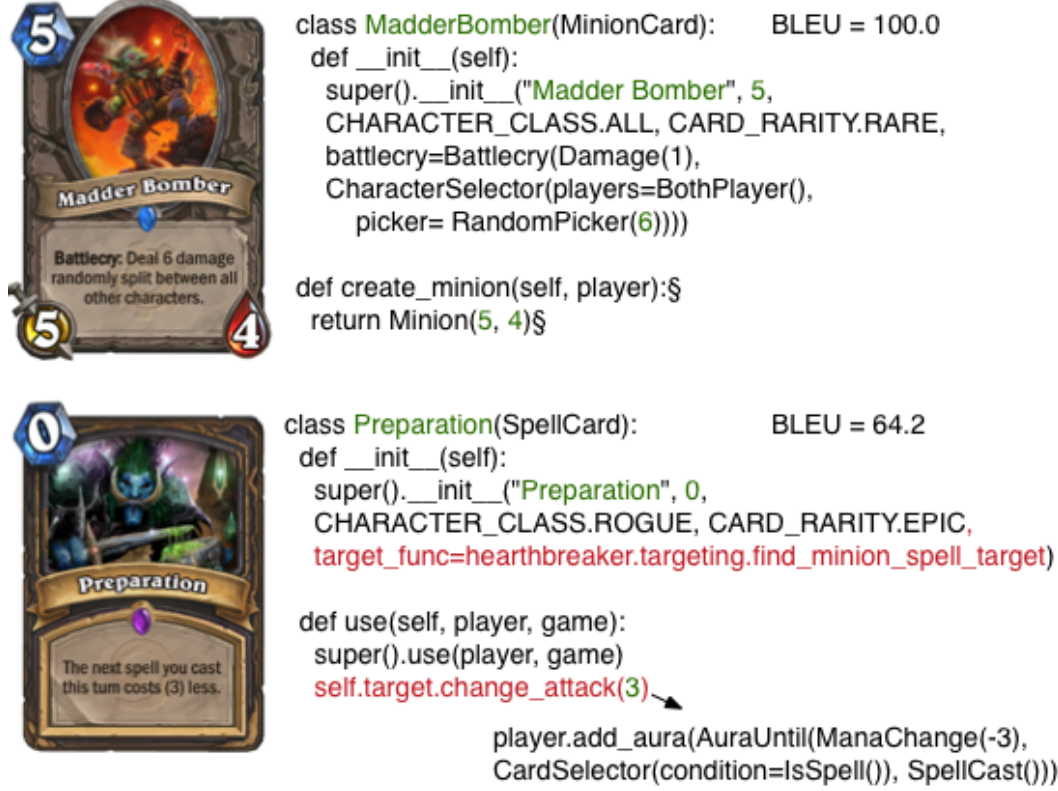 5
Madder Bomber
Battlecry: Deal 6 damage
randomly split between all
other characters.
5
4
class MadderBomber(MinionCard): BLEU = 100.0
def __init__(self):
super().__init__("Madder Bomber", 5,
CHARACTER_CLASS.ALL, CARD_RARITY.RARE,
battlecry=Battlecry(Damage(1),
CharacterSelector(players=BothPlayer(),
picker= RandomPicker(6))))
def create_minion(self, player):§
return Minion(5, 4)§
0
Preparation
The next spell you cast
this turn costs (3) less.
class Preparation(SpellCard): BLEU = 64.2
def __init__(self):
super().__init__("Preparation", 0,
CHARACTER_CLASS.ROGUE, CARD_RARITY.EPIC,
target_func=hearthbreaker.targeting.find_minion_spell_target)
def use(self, player, game):
super().use(player, game)
self.target.change_attack(3)
player.add_aura(AuraUntil(ManaChange(-3),
CardSelector(condition=IsSpell()), SpellCast()))